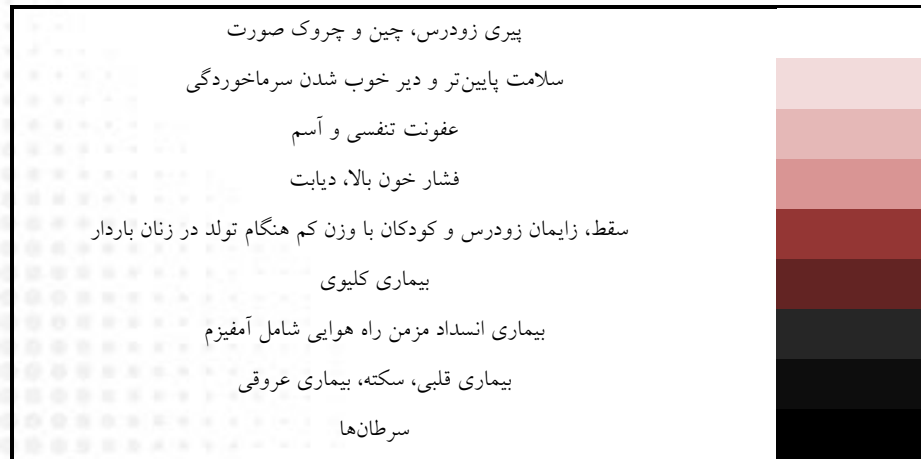 پیری زودرس، چین و چروک صورت
سلامت پایین‌تر و دیر خوب شدن سرماخوردگی
عفونت تنفسی و آسم
فشار خون بالا، دیابت
سقط، زایمان زودرس و کودکان با وزن کم هنگام تولد در زنان باردار
بیماری کلیوی
بیماری انسداد مزمن راه هوایی شامل آمفیزم
بیماری قلبی، سکته، بیماری عروقی
سرطان‌ها